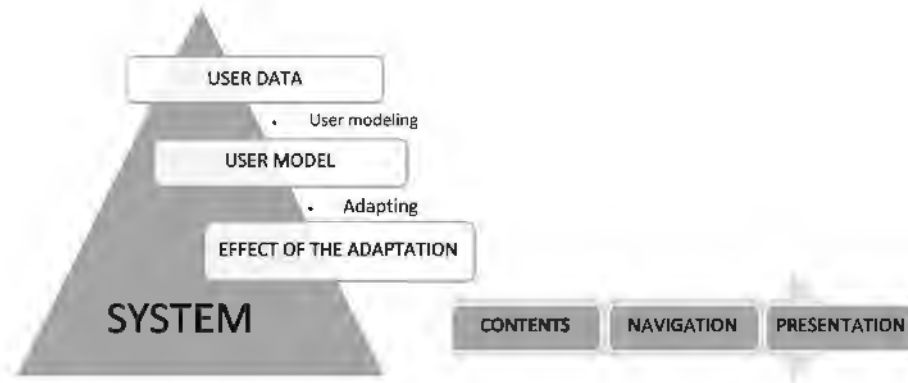 USER DATA
• User modeling
USER MODEL
• Adapting
EFFECT OF THE ADAPTATION
SYSTEM
CONTENTS
NAVIGATION
PRESENTATION